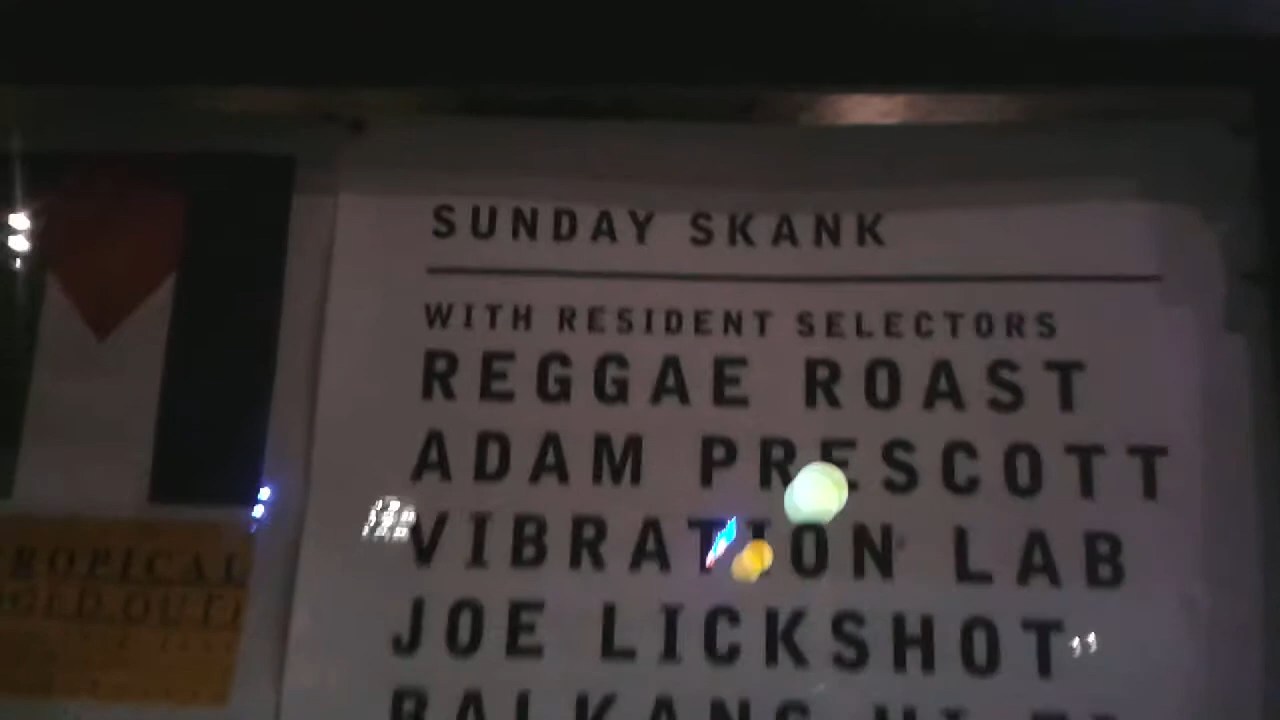 SUNDAY SKANK
WITH RESIDENT SELECTORS
REGGAE ROAST
ADAM PRESCOTT
VIBRATION LAB
JOE LICKSHOT